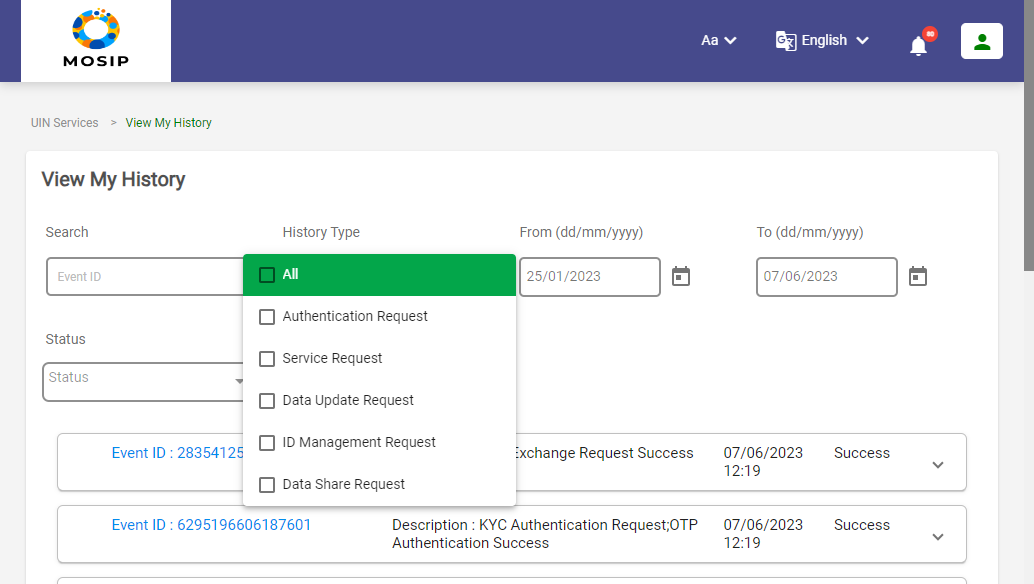 MOSIP
Aa
English
UIN Services > View My History
View My History
Search
History Type
From (dd/mm/yyyy)
To (dd/mm/yyyy)
Event ID
All
25/01/2023
07/06/2023
Authentication Request
Service Request
Data Update Request
ID Management Request
Data Share Request
Status
Status
Event ID : 28354125
Exchange Request Success
07/06/2023
12:19
Success
Event ID : 6295196606187601
Description : KYC Authentication Request;OTP
Authentication Success
07/06/2023
12:19
Success